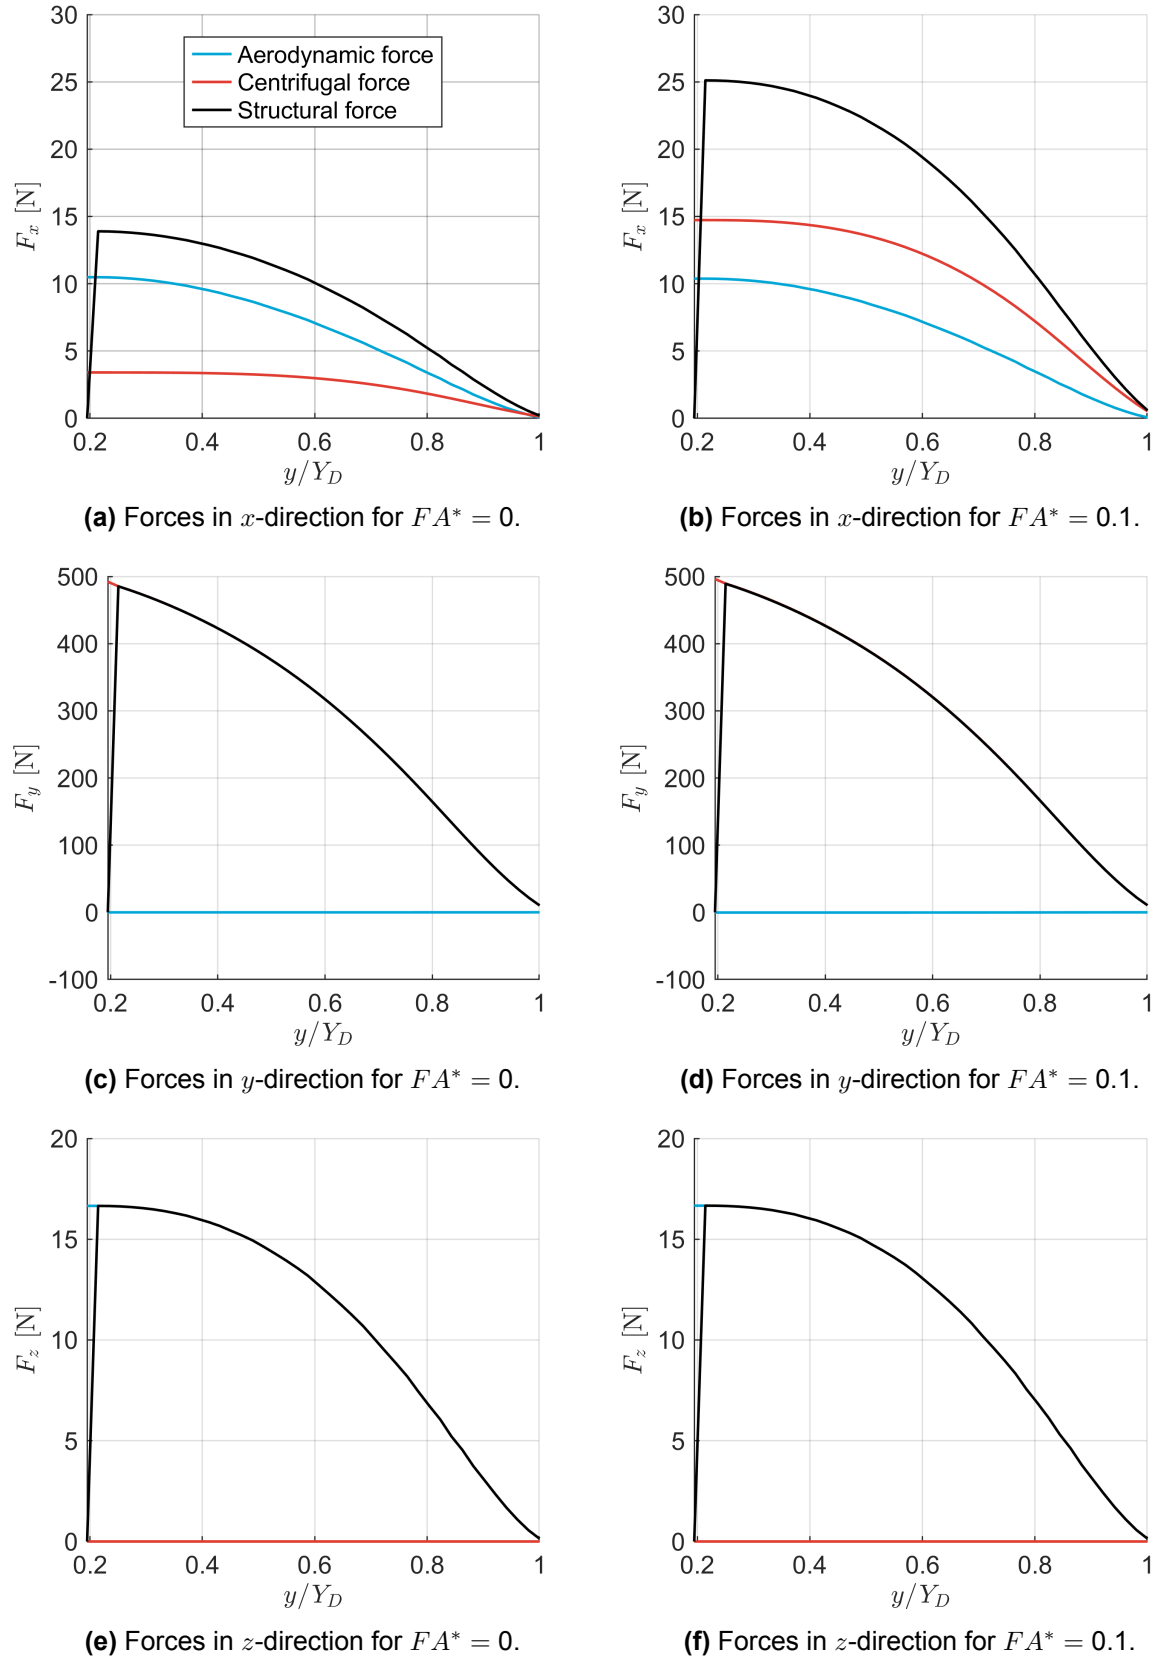 30
25
20
15
10
5
0
F_x [N]
Aerodynamic force
Centrifugal force
Structural force
0.2 0.4 0.6 0.8 1
y/Y_D
(a) Forces in x-direction for FA* = 0.
30
25
20
15
10
5
0
F_x [N]
0.2 0.4 0.6 0.8 1
y/Y_D
(b) Forces in x-direction for FA* = 0.1.
500
400
300
200
100
0
-100
F_y [N]
0.2 0.4 0.6 0.8 1
y/Y_D
(c) Forces in y-direction for FA* = 0.
500
400
300
200
100
0
-100
F_y [N]
0.2 0.4 0.6 0.8 1
y/Y_D
(d) Forces in y-direction for FA* = 0.1.
20
15
10
5
0
F_z [N]
0.2 0.4 0.6 0.8 1
y/Y_D
(e) Forces in z-direction for FA* = 0.
20
15
10
5
0
F_z [N]
0.2 0.4 0.6 0.8 1
y/Y_D
(f) Forces in z-direction for FA* = 0.1.